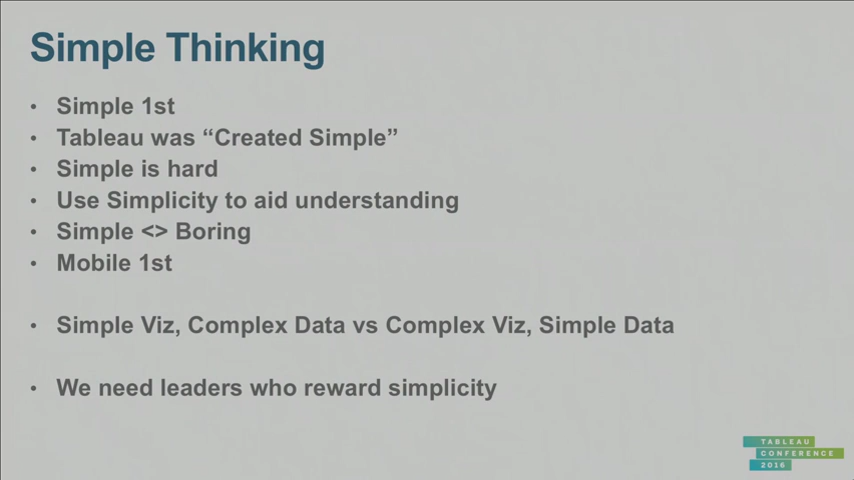 Simple Thinking
• Simple 1st
• Tableau was “Created Simple”
• Simple is hard
• Use Simplicity to aid understanding
• Simple <> Boring
• Mobile 1st
• Simple Viz, Complex Data vs Complex Viz, Simple Data
• We need leaders who reward simplicity
TABLEAU
CONFERENCE
2016